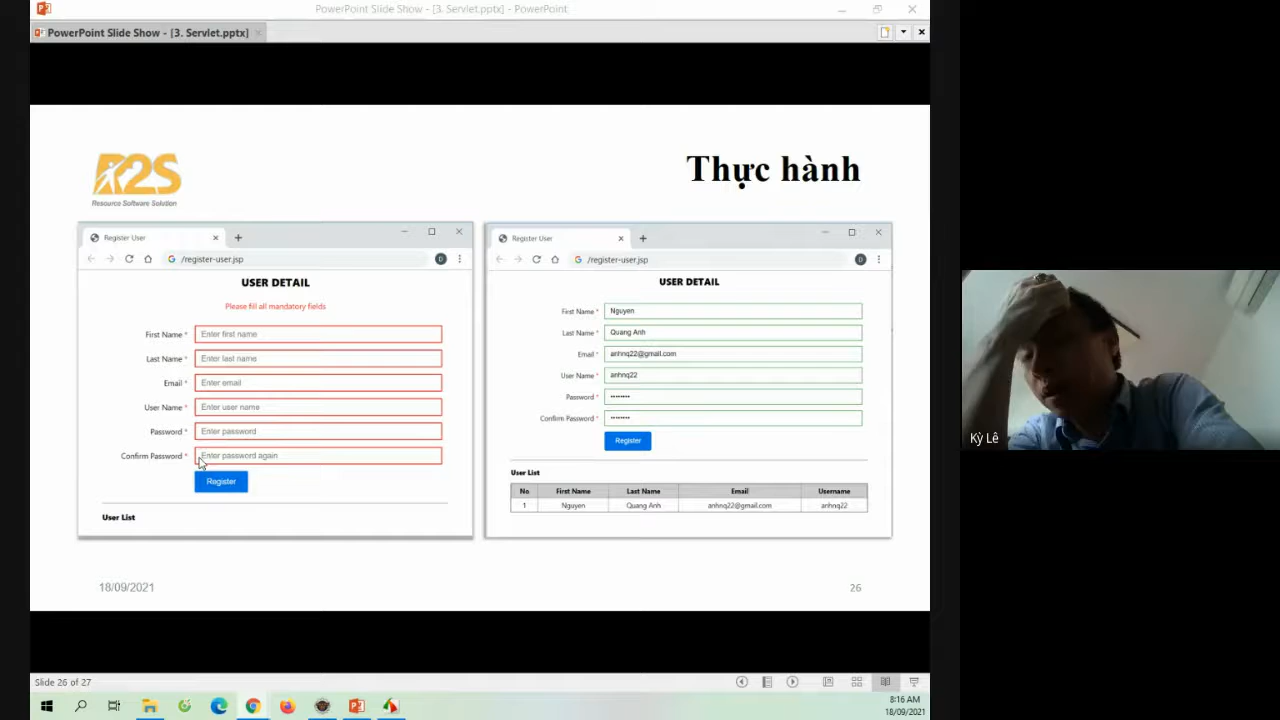 PowerPoint Slide Show - [3. Servlet.pptx] - PowerPoint
PowerPoint Slide Show - [3. Servlet.pptx]
R2S
Resource Software Solution
Thực hành
Register User
/register-user.jsp
D
USER DETAIL
Please fill all mandatory fields
First Name * Enter first name
Last Name * Enter last name
Email * Enter email
User Name * Enter user name
Password * Enter password
Confirm Password * Enter password again
Register
User List
Register User
/register-user.jsp
D
USER DETAIL
First Name * Nguyen
Last Name * Quang Anh
Email * anhnq22@gmail.com
User Name * anhnq22
Password * ••••••••
Confirm Password * ••••••••
Register
User List
No First Name Last Name Email Username
1 Nguyen Quang Anh anhnq22@gmail.com anhnq22
18/09/2021
26
Kỳ Lê
Slide 26 of 27
8:16 AM
18/09/2021